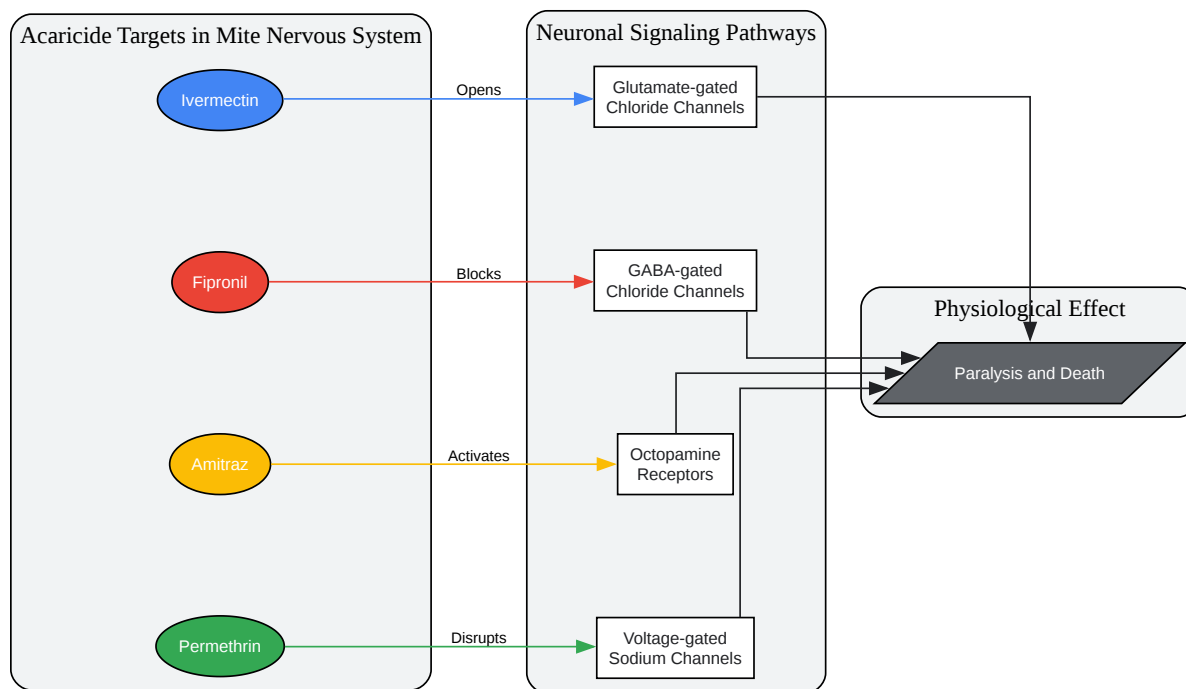 Acaricide Targets in Mite Nervous System
Neuronal Signaling Pathways
Ivermectin
Opens
Glutamate-gated
Chloride Channels
Fipronil
Blocks
GABA-gated
Chloride Channels
Physiological Effect
Paralysis and Death
Amitraz
Activates
Octopamine
Receptors
Permethrin
Disrupts
Voltage-gated
Sodium Channels